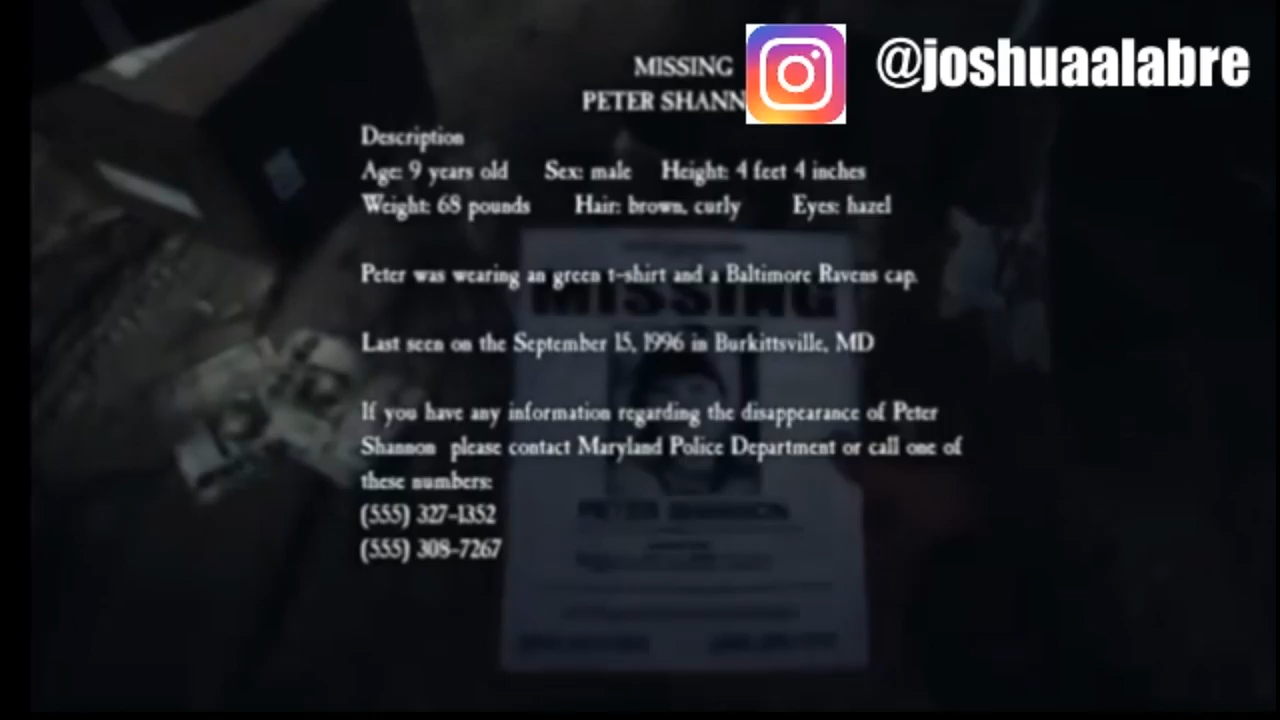 @joshuaalabre
MISSING
PETER SHANN
Description
Age: 9 years old Sex: male Height: 4 feet 4 inches
Weight: 68 pounds Hair: brown, curly Eyes: hazel
Peter was wearing an green t-shirt and a Baltimore Ravens cap.
Last seen on the September 15, 1996 in Burkittsville, MD
If you have any information regarding the disappearance of Peter
Shannon please contact Maryland Police Department or call one of
these numbers:
(555) 327-1352
(555) 308-7267
MISSING
PETER SHANNON